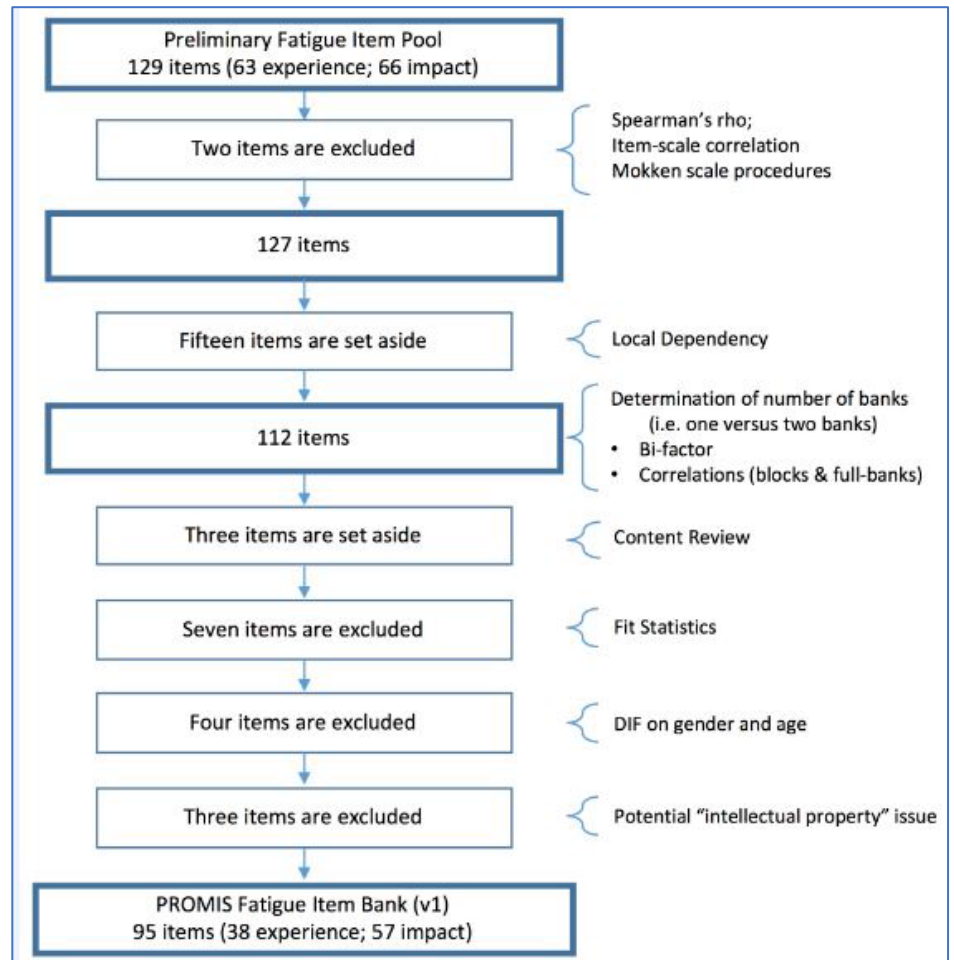 Preliminary Fatigue Item Pool
129 items (63 experience; 66 impact)
Two items are excluded
Spearman's rho;
Item-scale correlation
Mokken scale procedures
127 items
Fifteen items are set aside
Local Dependency
112 items
Determination of number of banks
(i.e. one versus two banks)
• Bi-factor
• Correlations (blocks & full-banks)
Three items are set aside
Content Review
Seven items are excluded
Fit Statistics
Four items are excluded
DIF on gender and age
Three items are excluded
Potential “intellectual property” issue
PROMIS Fatigue Item Bank (v1)
95 items (38 experience; 57 impact)